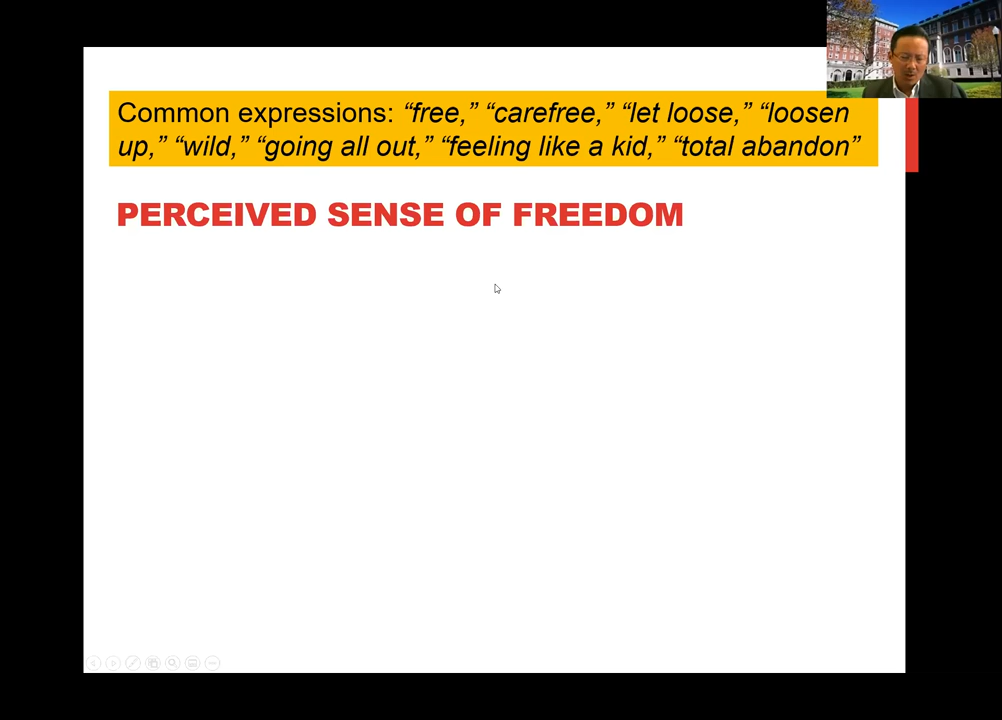 Common expressions: “free,” “carefree,” “let loose,” “loosen
up,” “wild,” “going all out,” “feeling like a kid,” “total abandon”
PERCEIVED SENSE OF FREEDOM